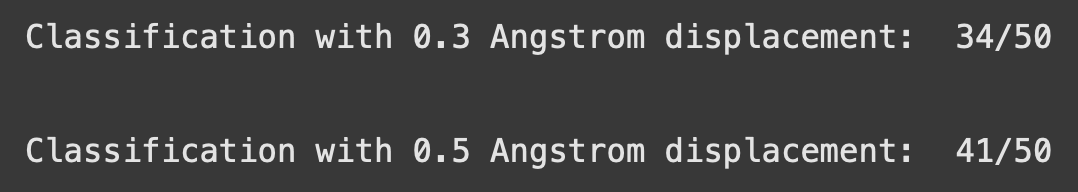 Classification with 0.3 Angstrom displacement:  34/50
Classification with 0.5 Angstrom displacement:  41/50